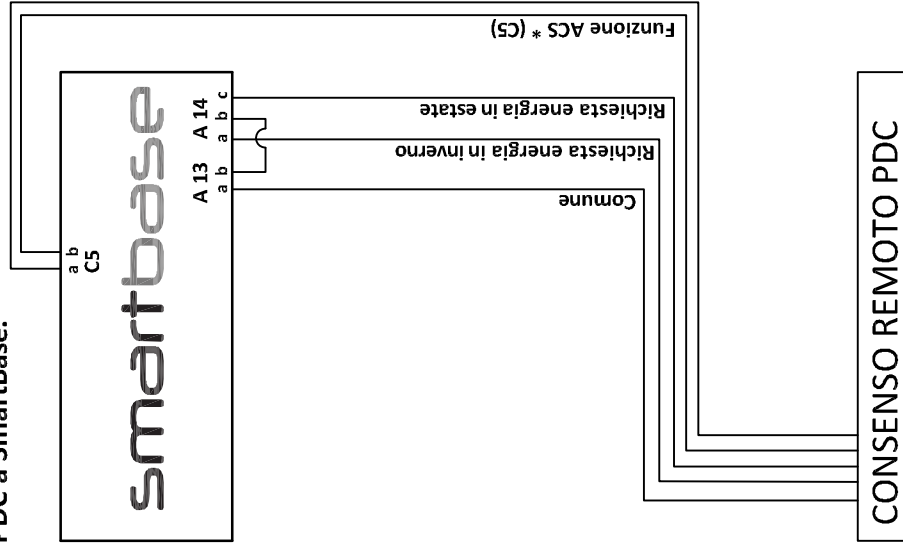 PDC a SmartBase.
Funzione ACS * (C5)
a b
C5
smartbase
A 13 A 14
a b a b c
Richiesta energia in estate
Richiesta energia in inverno
Comune
CONSENSO REMOTO PDC